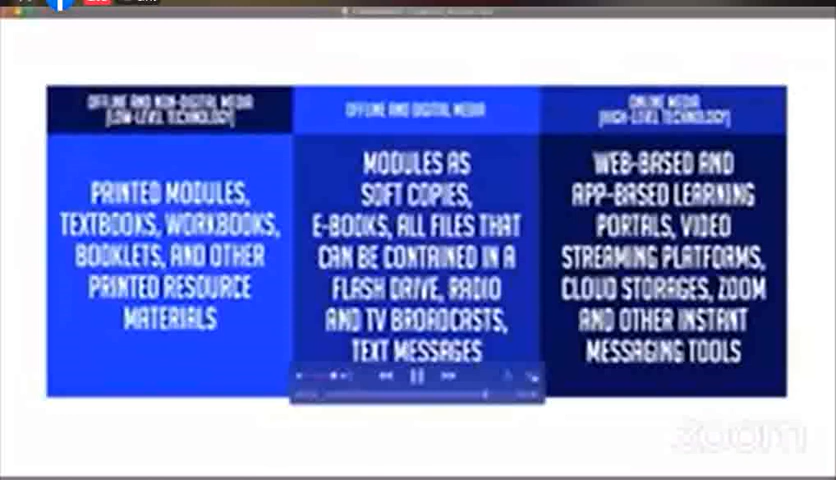 OFFLINE AND NON-DIGITAL MEDIA
(LOW-LEVEL TECHNOLOGY)
PRINTED MODULES,
TEXTBOOKS, WORKBOOKS,
BOOKLETS, AND OTHER
PRINTED RESOURCE
MATERIALS
OFFLINE AND DIGITAL MEDIA
MODULES AS
SOFT COPIES,
E-BOOKS, ALL FILES THAT
CAN BE CONTAINED IN A
FLASH DRIVE, RADIO
AND TV BROADCASTS,
TEXT MESSAGES
ONLINE MEDIA
(HIGH-LEVEL TECHNOLOGY)
WEB-BASED AND
APP-BASED LEARNING
PORTALS, VIDEO
STREAMING PLATFORMS,
CLOUD STORAGES, ZOOM
AND OTHER INSTANT
MESSAGING TOOLS
zoom